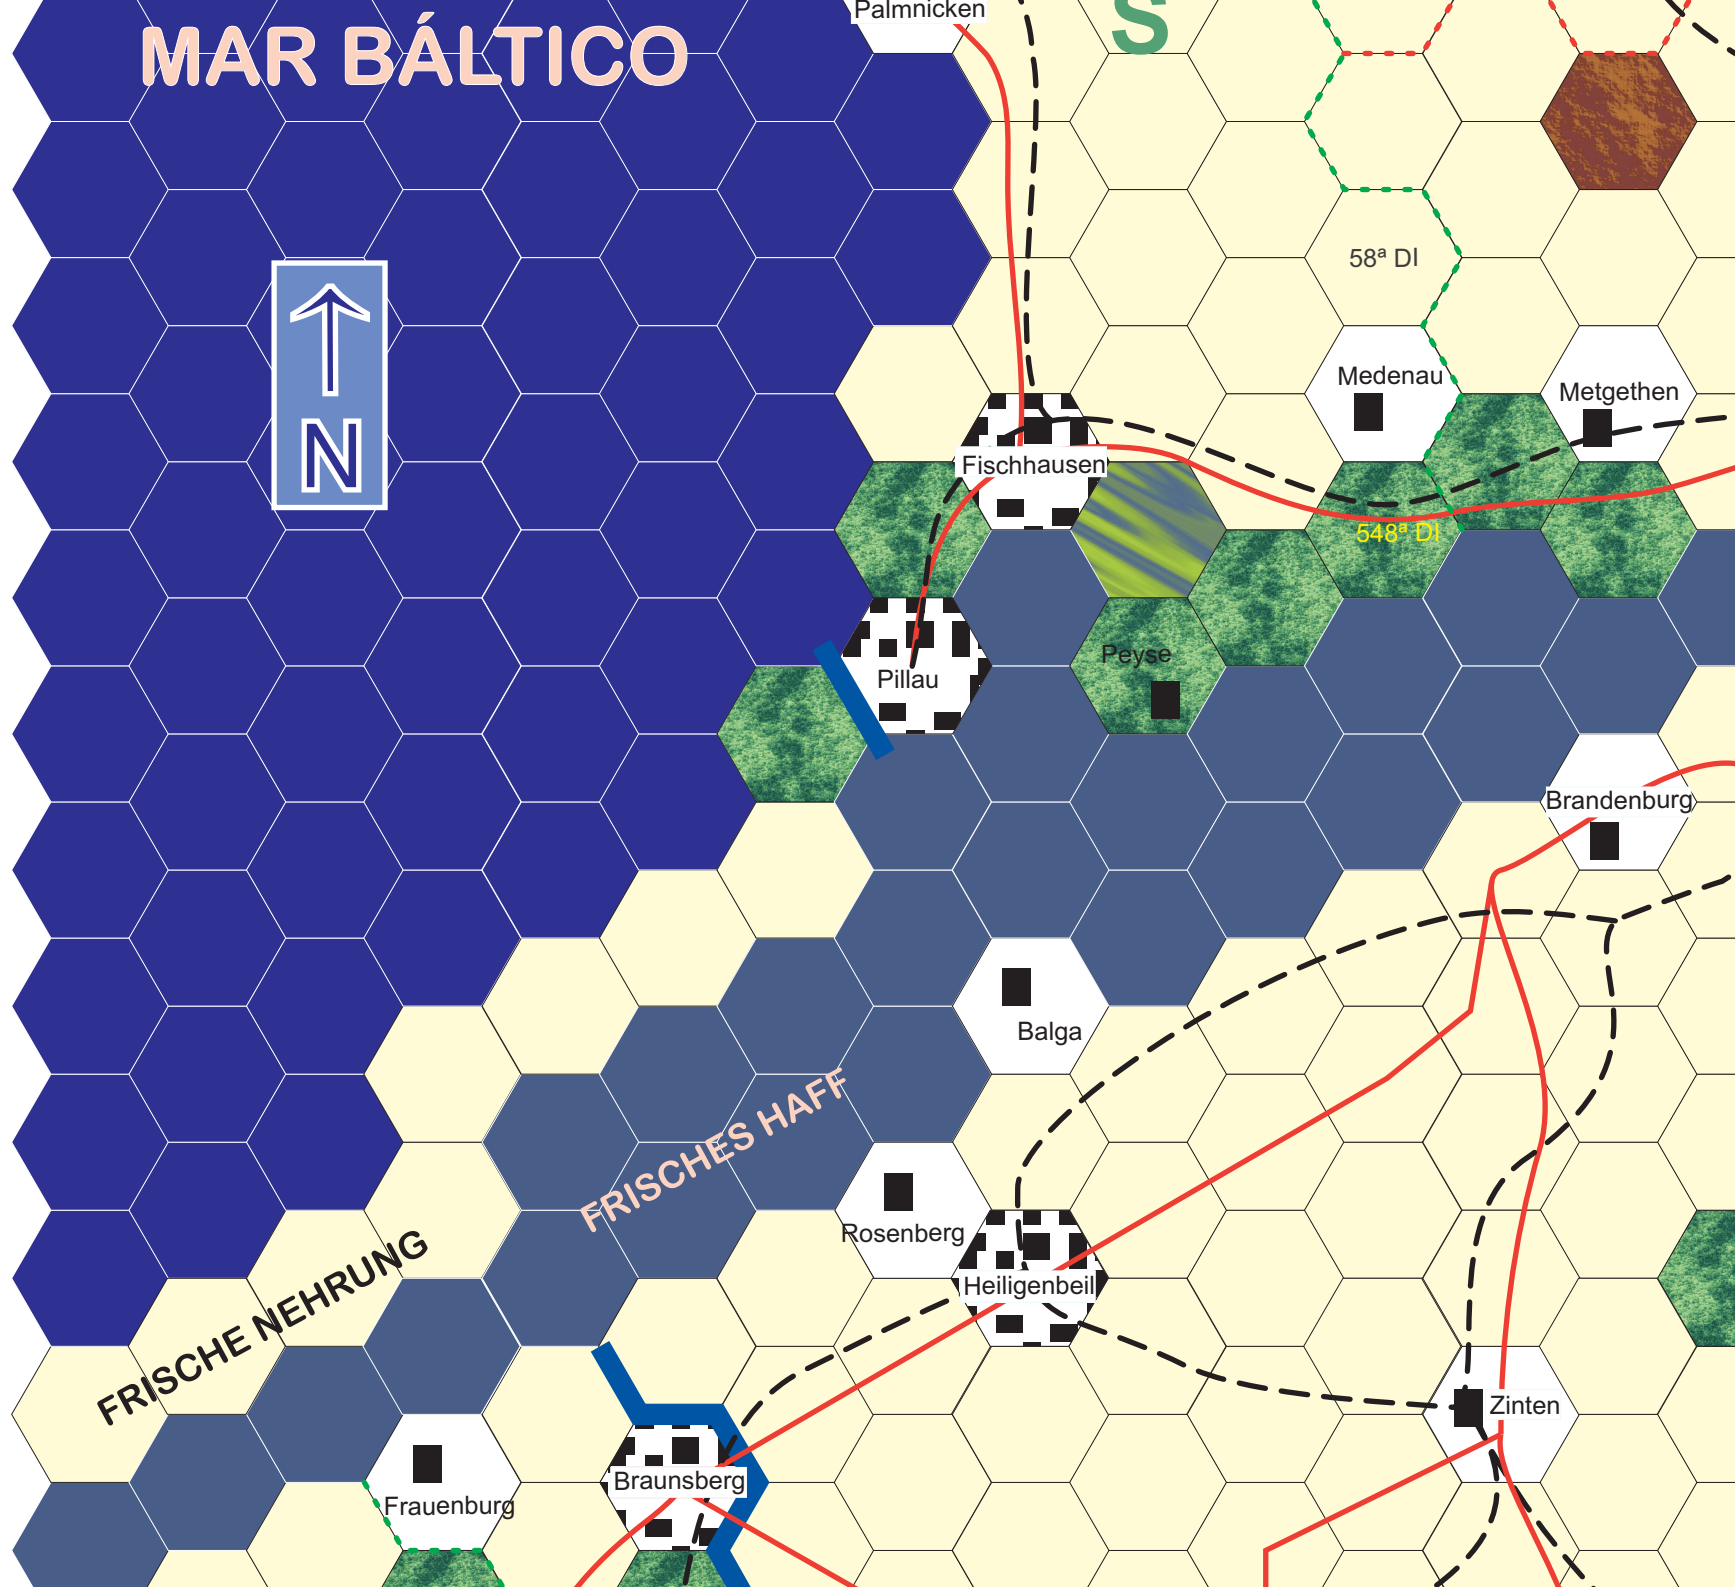 Palmnicken
S
MAR BÁLTICO
58ª DI
N
Medenau
Metgethen
Fischhausen
548ª DI
Peyse
Pillau
Brandenburg
Balga
FRISCHES HAFF
Rosenberg
Heiligenbeil
FRISCHE NEHRUNG
Zinten
Braunsberg
Frauenburg